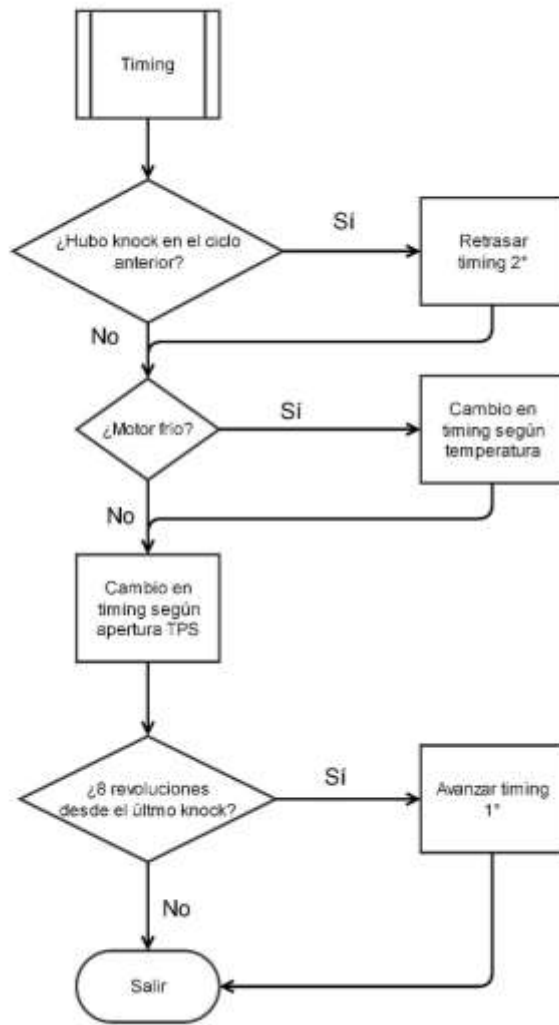 Timing
¿Hubo knock en el ciclo
anterior?
Sí
Retrasar
timing 2°
No
¿Motor frío?
Sí
Cambio en
timing según
temperatura
No
Cambio en
timing según
apertura TPS
¿8 revoluciones
desde el últmo knock?
Sí
Avanzar timing
1°
No
Salir